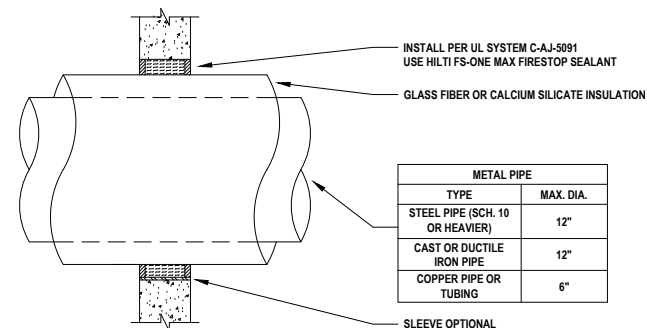 INSTALL PER UL SYSTEM C-AJ-5091
USE HILTI FS-ONE MAX FIRESTOP SEALANT
GLASS FIBER OR CALCIUM SILICATE INSULATION
METAL PIPE
TYPE MAX. DIA.
STEEL PIPE (SCH. 10
OR HEAVIER) 12"
CAST OR DUCTILE
IRON PIPE 12"
COPPER PIPE OR
TUBING 6"
SLEEVE OPTIONAL